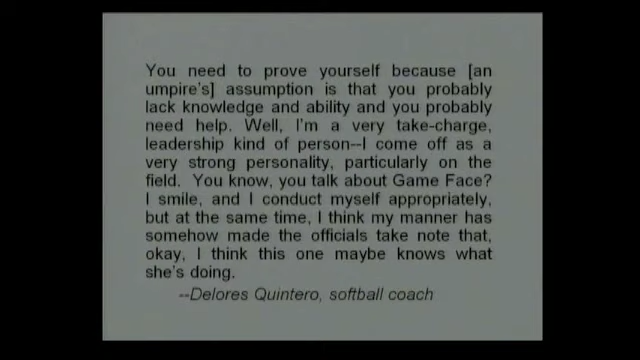 You need to prove yourself because [an
umpire's] assumption is that you probably
lack knowledge and ability and you probably
need help. Well, I'm a very take-charge,
leadership kind of person--I come off as a
very strong personality, particularly on the
field. You know, you talk about Game Face?
I smile, and I conduct myself appropriately,
but at the same time, I think my manner has
somehow made the officials take note that,
okay, I think this one maybe knows what
she's doing.
--Delores Quintero, softball coach